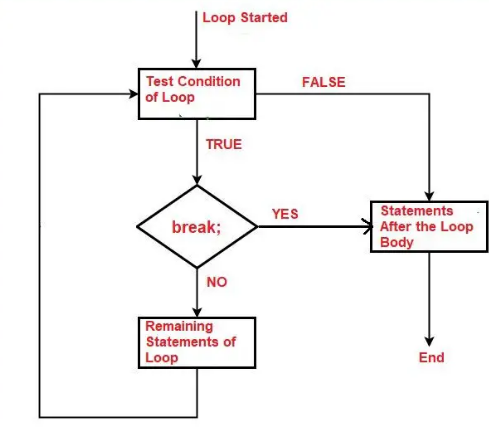 Loop Started
Test Condition
of Loop
FALSE
TRUE
break;
YES
Statements
After the Loop
Body
NO
Remaining
Statements of
Loop
End